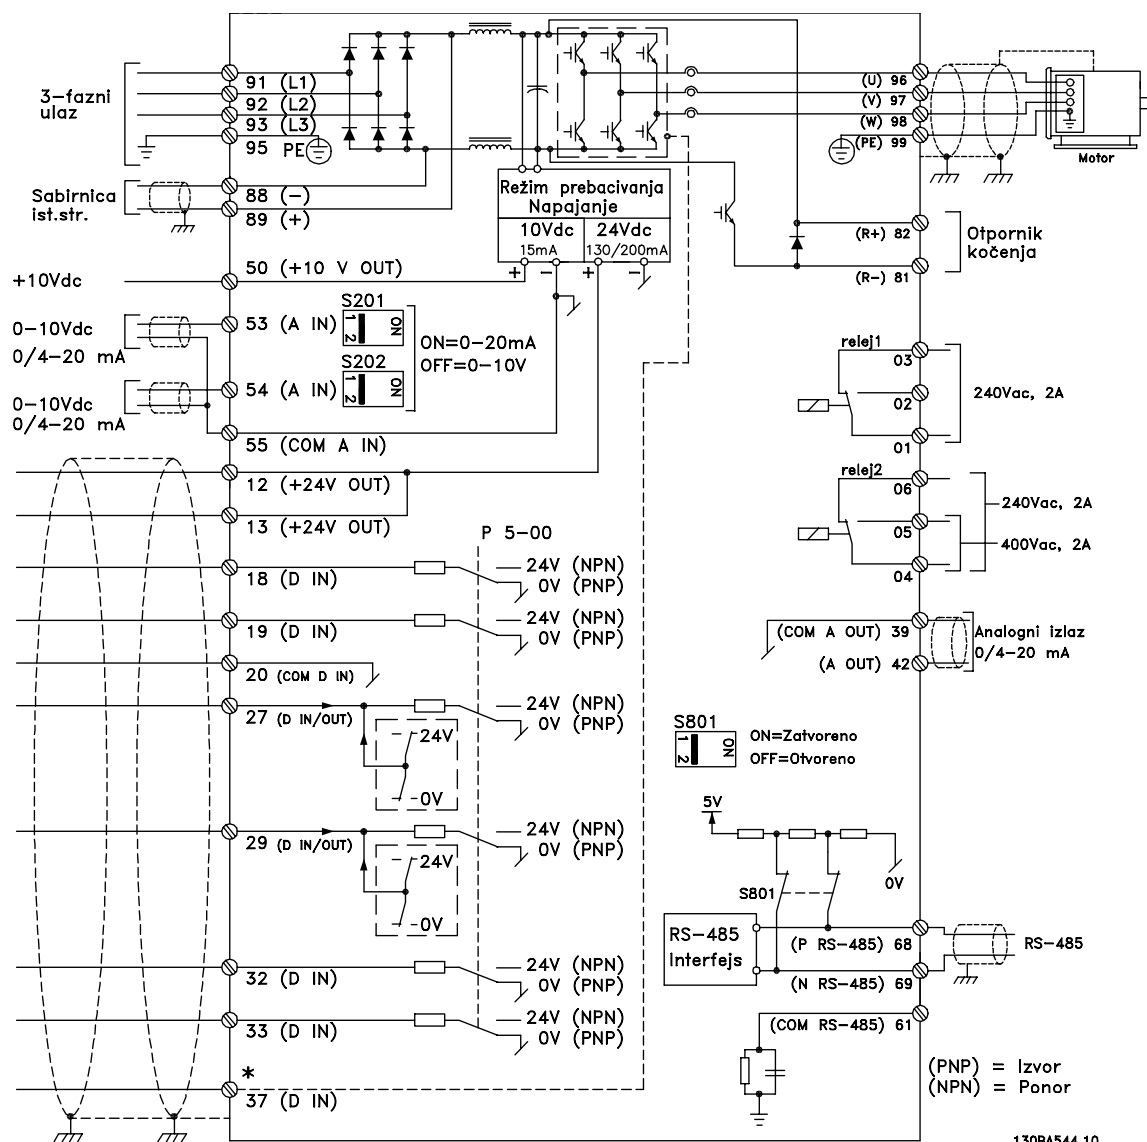 3-fazni
ulaz
91 (L1)
92 (L2)
93 (L3)
95 PE
Sabirnica
ist.str.
88 (-)
89 (+)
Režim prebacivanja
Napajanje
10Vdc
15mA
24Vdc
130/200mA
+ - + -
(U) 96
(V) 97
(W) 98
(PE) 99
Motor
(R+) 82
(R-) 81
Otpornik
kočenja
+10Vdc
50 (+10 V OUT)
0-10Vdc
0/4-20 mA
53 (A IN)
S201
1 2
ON
S202
1 2
ON
ON=0-20mA
OFF=0-10V
0-10Vdc
0/4-20 mA
54 (A IN)
55 (COM A IN)
12 (+24V OUT)
13 (+24V OUT)
relej1
03
02
01
240Vac, 2A
relej2
06
05
04
240Vac, 2A
400Vac, 2A
P 5-00
18 (D IN)
24V (NPN)
0V (PNP)
19 (D IN)
24V (NPN)
0V (PNP)
20 (COM D IN)
27 (D IN/OUT)
24V (NPN)
0V (PNP)
24V
0V
29 (D IN/OUT)
24V (NPN)
0V (PNP)
24V
0V
32 (D IN)
24V (NPN)
0V (PNP)
33 (D IN)
24V (NPN)
0V (PNP)
*
37 (D IN)
(COM A OUT) 39
(A OUT) 42
Analogni izlaz
0/4-20 mA
S801
1 2
ON
ON=Zatvoreno
OFF=Otvoreno
5V
0V
S801
RS-485
Interfejs
(P RS-485) 68
(N RS-485) 69
(COM RS-485) 61
RS-485
(PNP) = Izvor
(NPN) = Ponor
130BA544.10